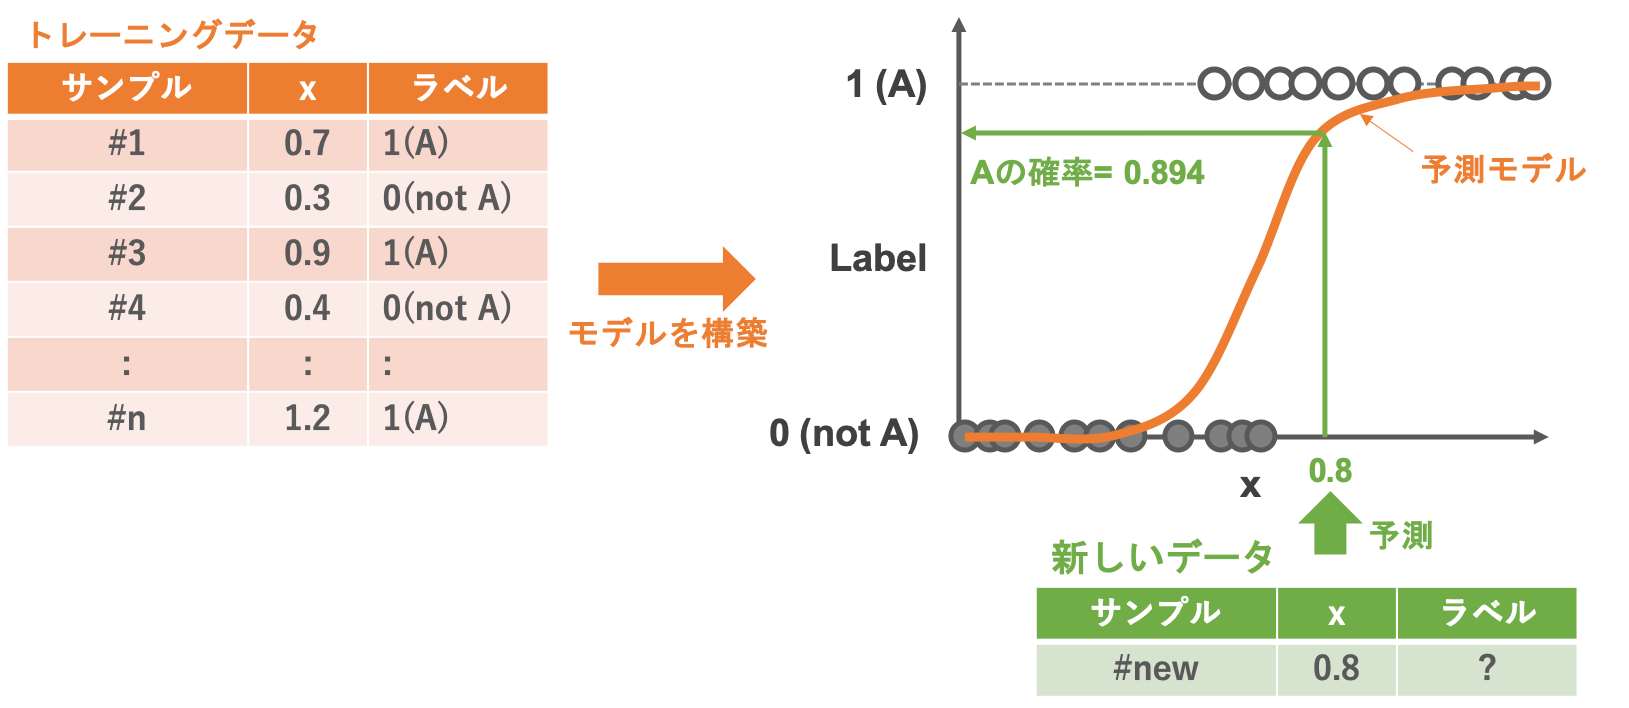 トレーニングデータ
サンプル x ラベル
#1 0.7 1(A)
#2 0.3 0(not A)
#3 0.9 1(A)
#4 0.4 0(not A)
: : :
#n 1.2 1(A)
モデルを構築
1 (A)
Aの確率= 0.894
予測モデル
Label
0 (not A)
x
0.8
予測
新しいデータ
サンプル x ラベル
#new 0.8 ?